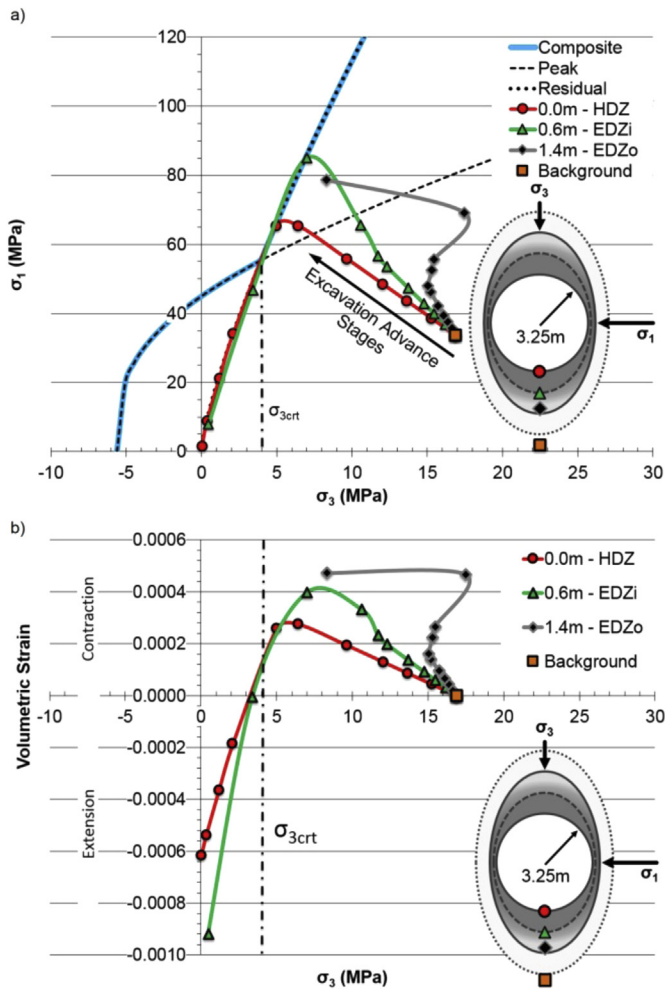 a)
120
100
80
60
40
20
0
-10
-5
0
5
10
15
20
25
30
σ1 (MPa)
σ3 (MPa)
Composite
Peak
Residual
0.0m - HDZ
0.6m - EDZi
1.4m - EDZo
Background
Excavation Advance
Stages
σ3crt
σ3
σ1
3.25m
b)
0.0006
0.0004
0.0002
0.0000
-0.0002
-0.0004
-0.0006
-0.0008
-0.0010
-10
-5
0
5
10
15
20
25
30
Volumetric Strain
Contraction
Extension
0.0m - HDZ
0.6m - EDZi
1.4m - EDZo
Background
σ3crt
σ3
σ1
3.25m
σ3 (MPa)